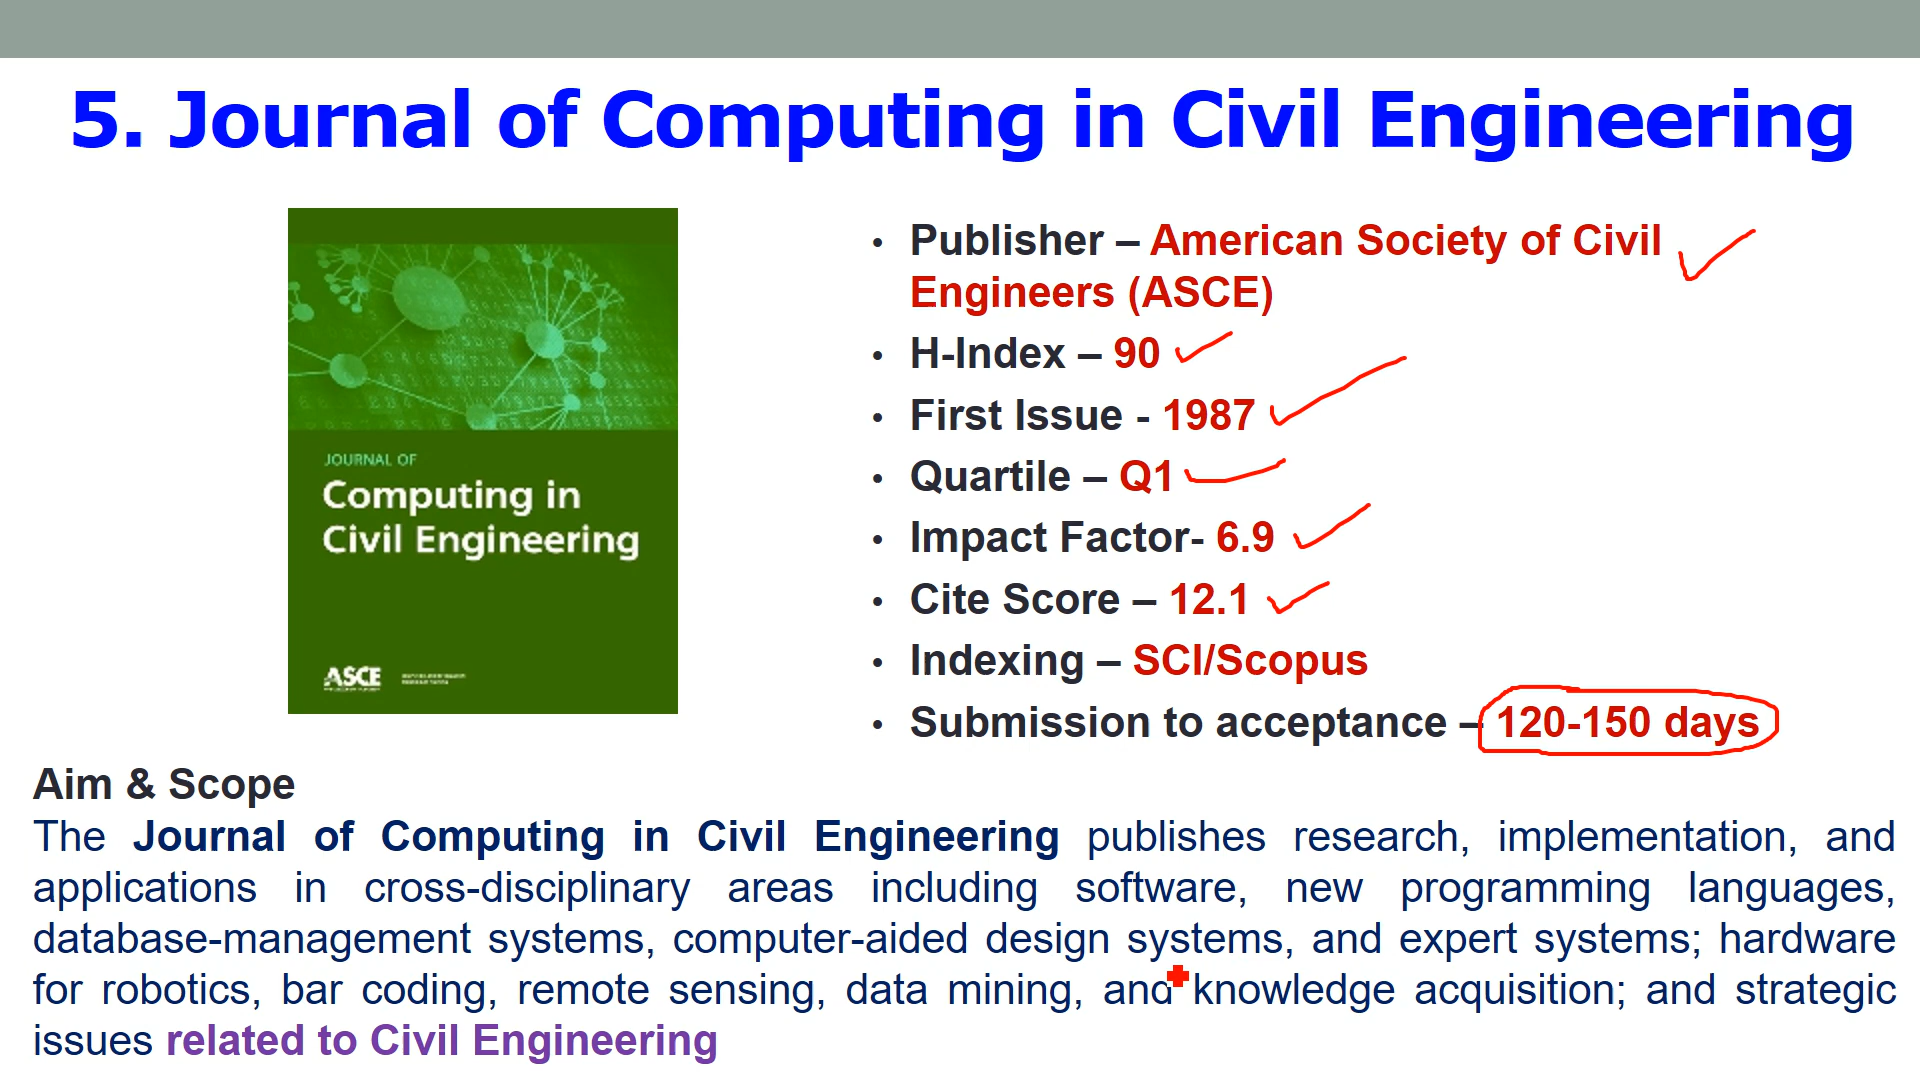 5. Journal of Computing in Civil Engineering
JOURNAL OF
Computing in
Civil Engineering
ASCE
• Publisher – American Society of Civil
Engineers (ASCE)
• H-Index – 90
• First Issue - 1987
• Quartile – Q1
• Impact Factor- 6.9
• Cite Score – 12.1
• Indexing – SCI/Scopus
• Submission to acceptance – 120-150 days
Aim & Scope
The Journal of Computing in Civil Engineering publishes research, implementation, and
applications in cross-disciplinary areas including software, new programming languages,
database-management systems, computer-aided design systems, and expert systems; hardware
for robotics, bar coding, remote sensing, data mining, and knowledge acquisition; and strategic
issues related to Civil Engineering